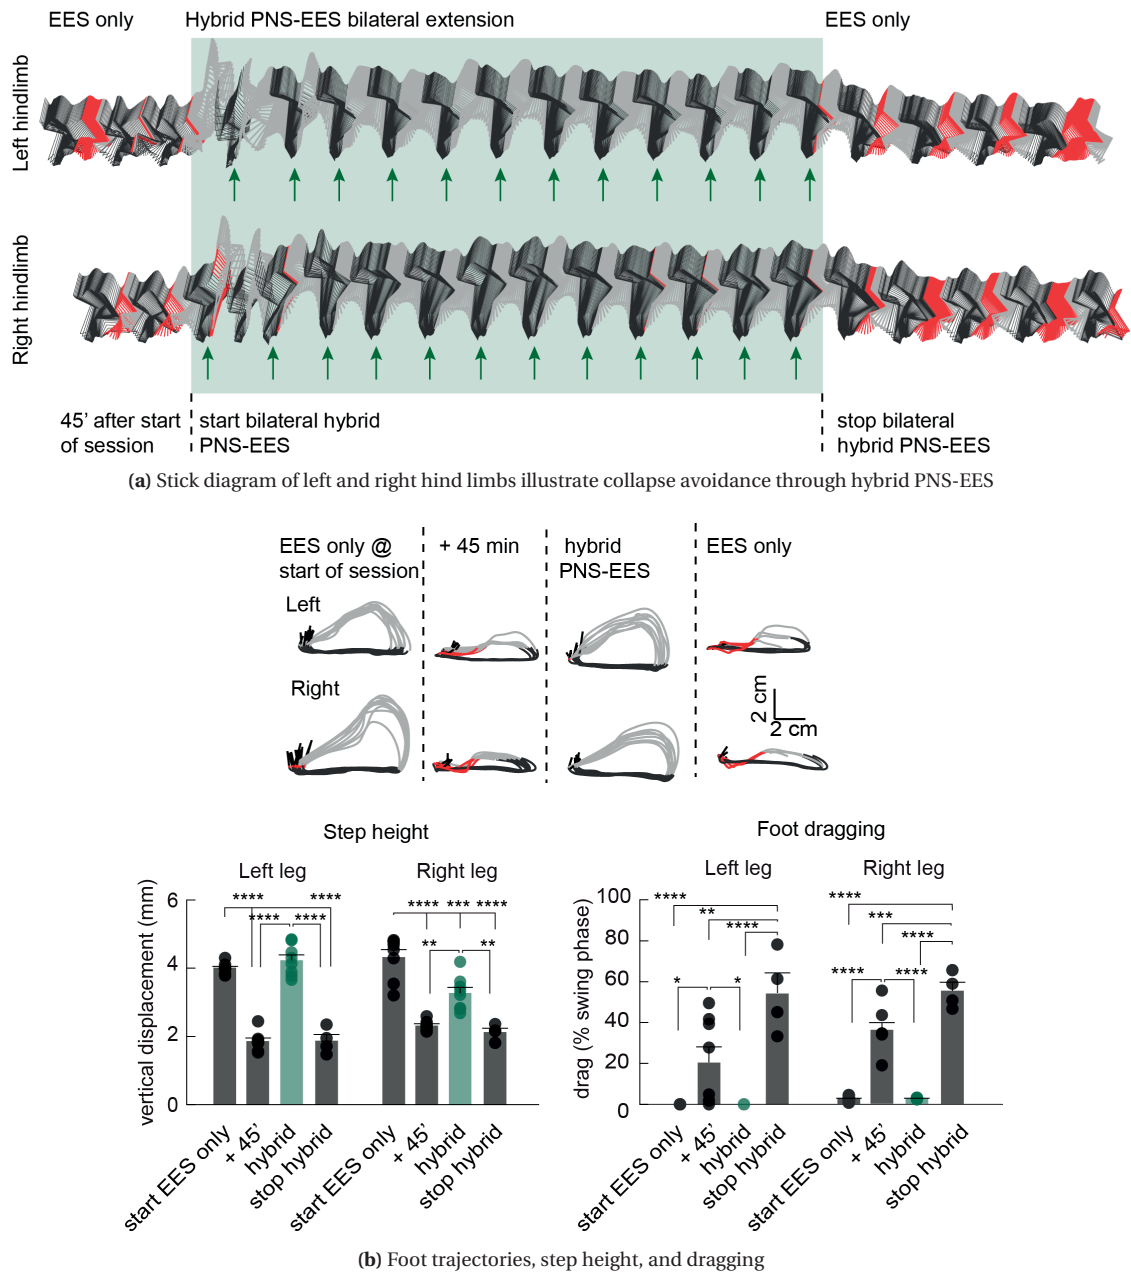 EES only
Hybrid PNS-EES bilateral extension
EES only
Left hindlimb
Right hindlimb
45’ after start
of session
start bilateral hybrid
PNS-EES
stop bilateral
hybrid PNS-EES
(a) Stick diagram of left and right hind limbs illustrate collapse avoidance through hybrid PNS-EES
EES only @
start of session
+ 45 min
hybrid
PNS-EES
EES only
Left
Right
2 cm
2 cm
Step height
Left leg
Right leg
vertical displacement (mm)
6
4
2
0
**** ****
**** ****
**** *** ****
** **
start EES only
+ 45’
hybrid
stop hybrid
start EES only
+ 45’
hybrid
stop hybrid
Foot dragging
Left leg
Right leg
drag (% swing phase)
100
80
60
40
20
0
****
**
****
* *
****
***
****
**** ****
start EES only
+ 45’
hybrid
stop hybrid
start EES only
+ 45’
hybrid
stop hybrid
(b) Foot trajectories, step height, and dragging